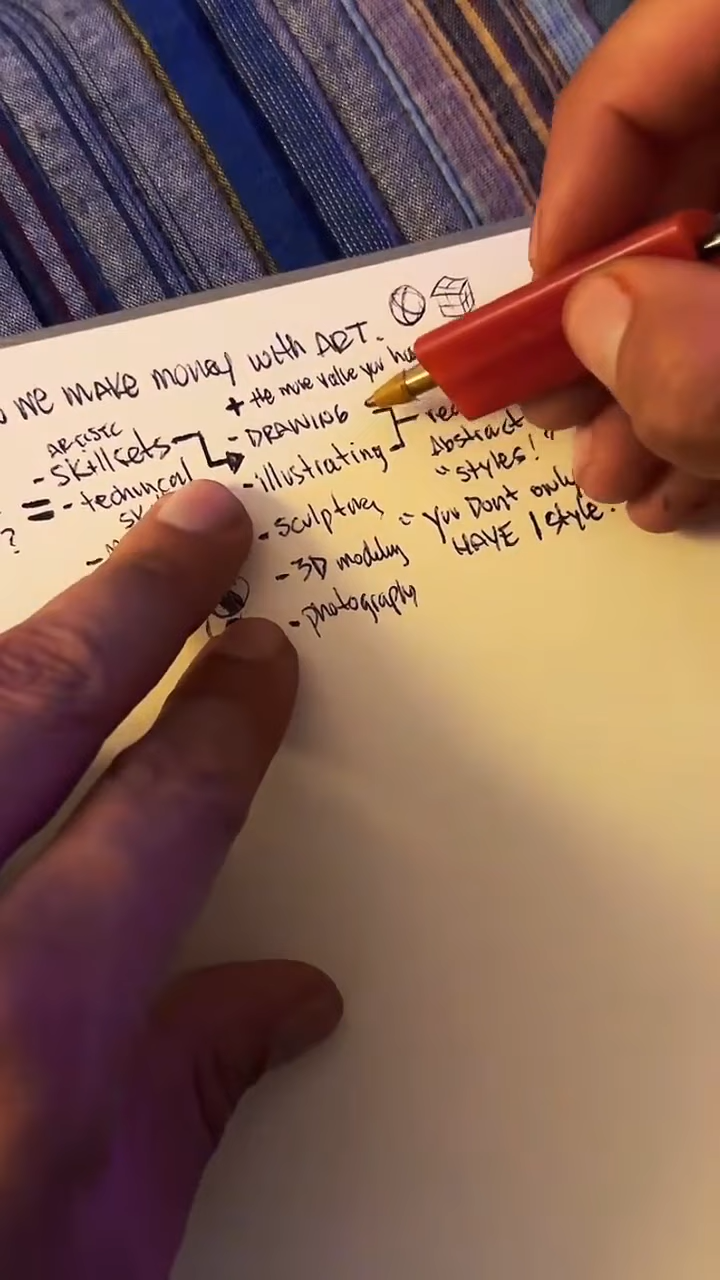 WE MAKE MONEY WITH ART.
+ the more value you ha
ARTISTIC
- skillsets
- DRAWING
= - technical
- illustrating
Abstract
"styles!"
?
- sculpture
"You DON'T only
HAVE 1 style.
- 3D modeling
- photography